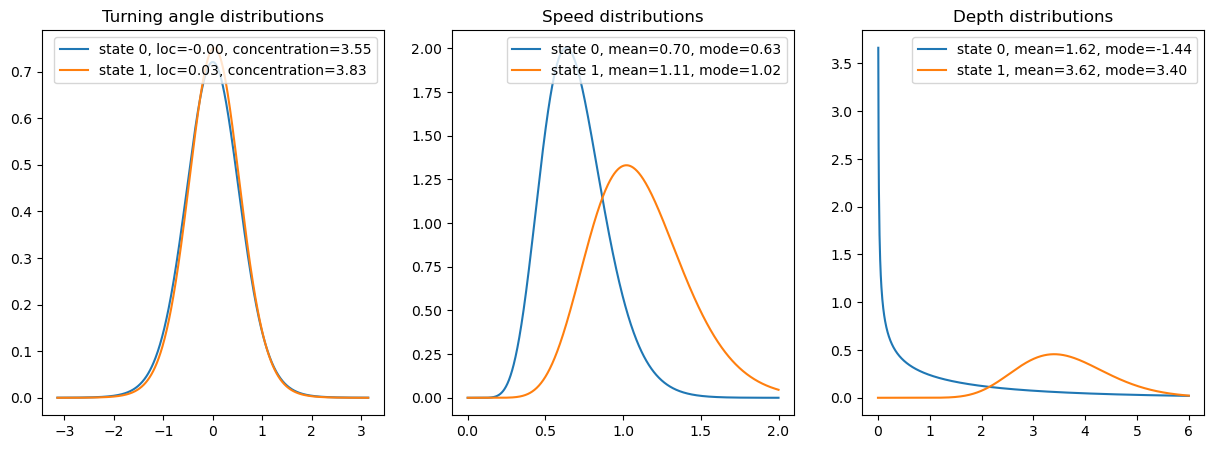 Turning angle distributions
state 0, loc=-0.00, concentration=3.55
state 1, loc=0.03, concentration=3.83
0.7
0.6
0.5
0.4
0.3
0.2
0.1
0.0
−3 −2 −1 0 1 2 3
Speed distributions
state 0, mean=0.70, mode=0.63
state 1, mean=1.11, mode=1.02
2.00
1.75
1.50
1.25
1.00
0.75
0.50
0.25
0.00
0.0 0.5 1.0 1.5 2.0
Depth distributions
state 0, mean=1.62, mode=-1.44
state 1, mean=3.62, mode=3.40
3.5
3.0
2.5
2.0
1.5
1.0
0.5
0.0
0 1 2 3 4 5 6